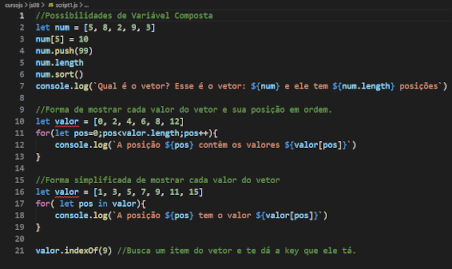 cursojs > js08 > script1.js > ...
1 //Possibilidades de Variável Composta
2 let num = [5, 8, 2, 9, 3]
3 num[5] = 10
4 num.push(99)
5 num.length
6 num.sort()
7 console.log(`Qual é o vetor? Esse é o vetor: ${num} e ele tem ${num.length} posições`)
8
9 //Forma de mostrar cada valor do vetor e sua posição em ordem.
10 let valor = [0, 2, 4, 6, 8, 12]
11 for(let pos=0;pos<valor.length;pos++){
12 console.log(`A posição ${pos} contém os valores ${valor[pos]}`)
13 }
14
15 //Forma simplificada de mostrar cada valor do vetor
16 let valor = [1, 3, 5, 7, 9, 11, 15]
17 for( let pos in valor){
18 console.log(`A posição ${pos} tem o valor ${valor[pos]}`)
19 }
20
21 valor.indexOf(9) //Busca um item do vetor e te dá a key que ele tá.